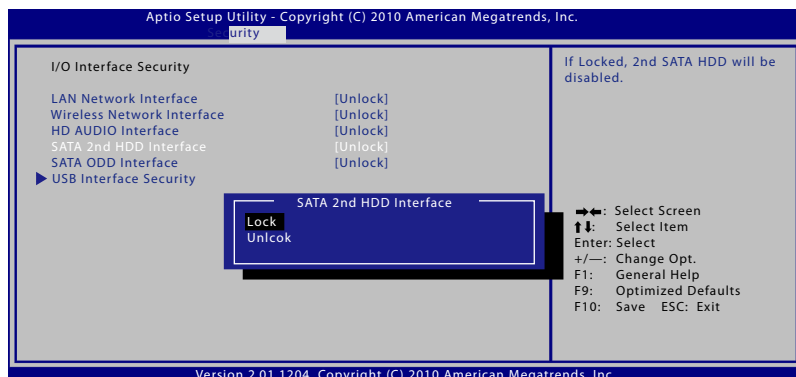 Aptio Setup Utility - Copyright (C) 2010 American Megatrends, Inc.
Security
I/O Interface Security
LAN Network Interface [Unlock]
Wireless Network Interface [Unlock]
HD AUDIO Interface [Unlock]
SATA 2nd HDD Interface [Unlock]
SATA ODD Interface [Unlock]
USB Interface Security
SATA 2nd HDD Interface
Lock
Unlcok
If Locked, 2nd SATA HDD will be
disabled.
→←: Select Screen
↑↓: Select Item
Enter: Select
+/—: Change Opt.
F1: General Help
F9: Optimized Defaults
F10: Save ESC: Exit
Version 2.01.1204. Copyright (C) 2010 American Megatrends, Inc.